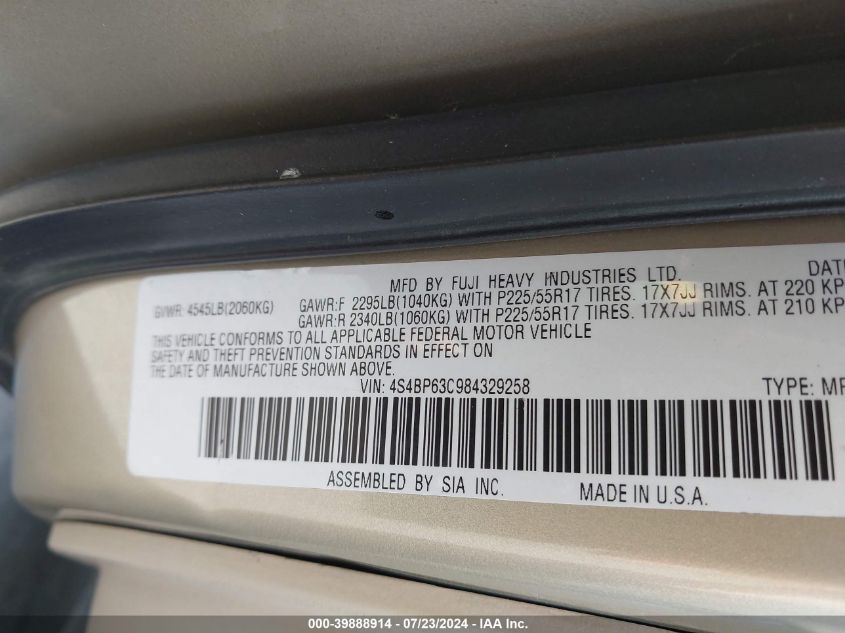 MFD BY FUJI HEAVY INDUSTRIES LTD.
GVWR: 4545LB(2060KG) GAWR:F 2295LB(1040KG) WITH P225/55R17 TIRES. 17X7JJ RIMS. AT 220 KP
GAWR:R 2340LB(1060KG) WITH P225/55R17 TIRES. 17X7JJ RIMS. AT 210 KP
THIS VEHICLE CONFORMS TO ALL APPLICABLE FEDERAL MOTOR VEHICLE
SAFETY AND THEFT PREVENTION STANDARDS IN EFFECT ON
THE DATE OF MANUFACTURE SHOWN ABOVE.
VIN: 4S4BP63C984329258 TYPE: MP
ASSEMBLED BY SIA INC. MADE IN U.S.A.
000-39888914 / 07/23/2024 - IAA Inc.